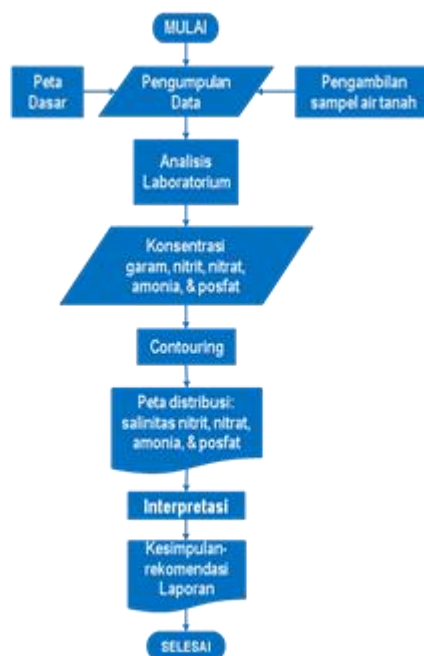 MULAI
Peta
Dasar
Pengumpulan
Data
Pengambilan
sampel air tanah
Analisis
Laboratorium
Konsentrasi
garam, nitrit, nitrat,
amonia, & posfat
Contouring
Peta distribusi:
salinitas nitrit, nitrat,
amonia, & posfat
Interpretasi
Kesimpulan-
rekomendasi
Laporan
SELESAI